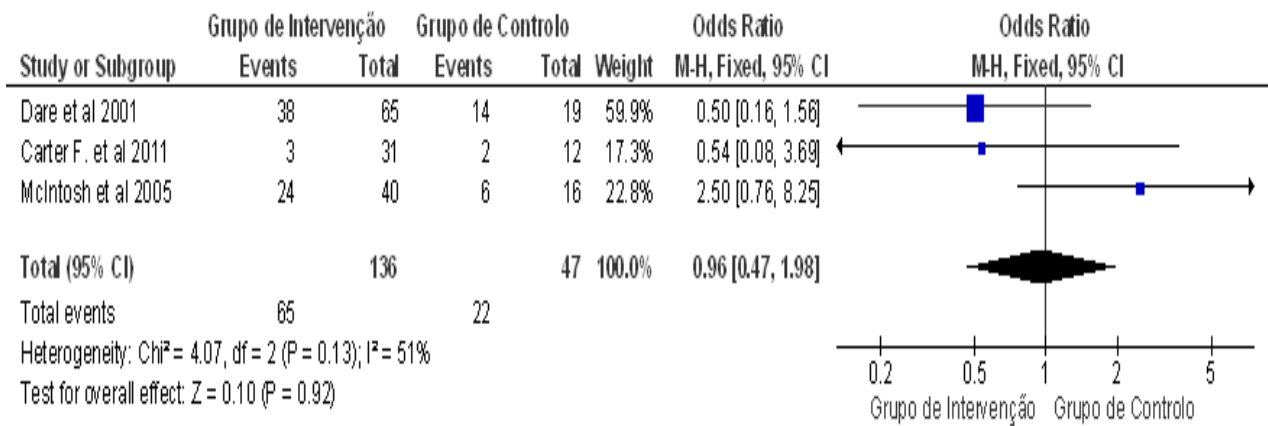 Grupo de Intervenção Grupo de Controlo Odds Ratio Odds Ratio
Study or Subgroup Events Total Events Total Weight M-H, Fixed, 95% CI M-H, Fixed, 95% CI
Dare et al 2001 38 65 14 19 59.9% 0.50 [0.16, 1.56]
Carter F. et al 2011 3 31 2 12 17.3% 0.54 [0.08, 3.69]
McIntosh et al 2005 24 40 6 16 22.8% 2.50 [0.76, 8.25]
Total (95% CI) 136 47 100.0% 0.96 [0.47, 1.98]
Total events 65 22
Heterogeneity: Chi² = 4.07, df = 2 (P = 0.13); I² = 51%
Test for overall effect: Z = 0.10 (P = 0.92)
0.2 0.5 1 2 5
Grupo de Intervenção Grupo de Controlo